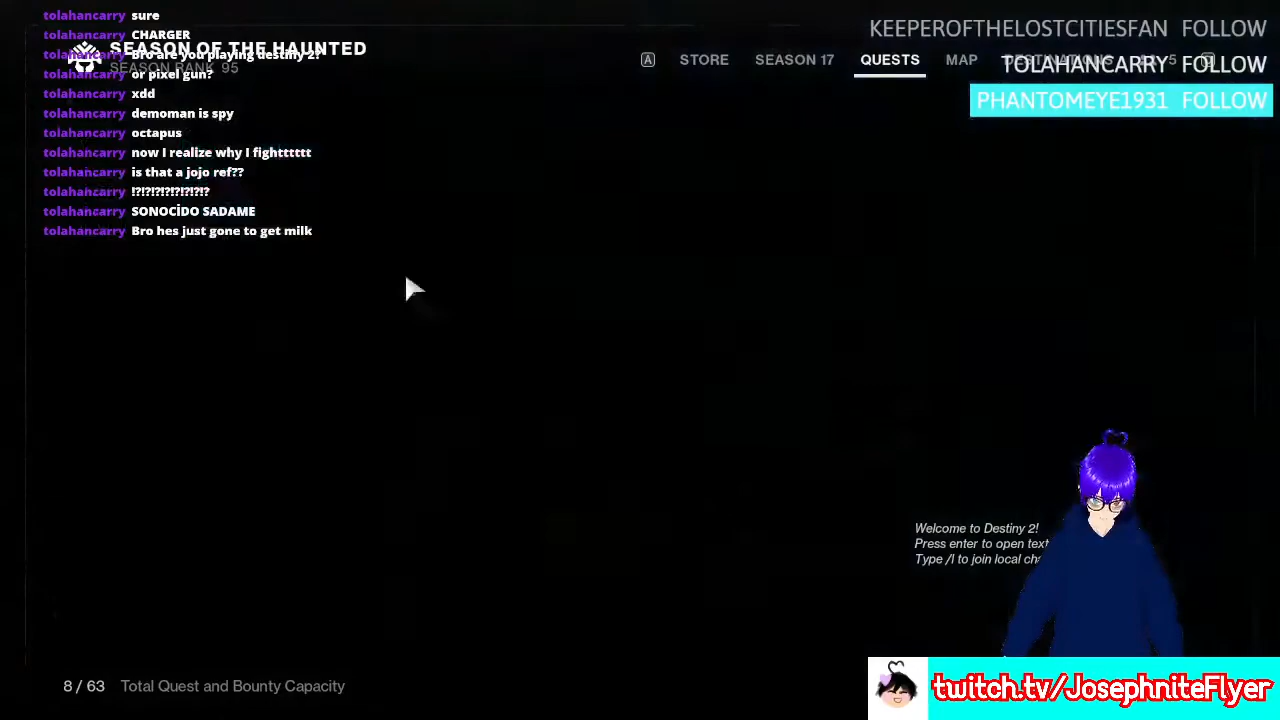 tolahancarry sure
tolahancarry CHARGER
SEASON OF THE HAUNTED
tolahancarry Bro are you playing destiny 2?
SEASON RANK 95
tolahancarry or pixel gun?
tolahancarry xdd
tolahancarry demoman is spy
tolahancarry octapus
tolahancarry now I realize why I fightttttt
tolahancarry is that a jojo ref??
tolahancarry !?!?!?!?!?!?!?!?
tolahancarry SONOCİDO SADAME
tolahancarry Bro hes just gone to get milk
A STORE SEASON 17 QUESTS MAP DESTINATIONS
KEEPEROFTHELOSTCITIESFAN FOLLOW
TOLAHANCARRY FOLLOW
PHANTOMEYE1931 FOLLOW
Welcome to Destiny 2!
Press enter to open text
Type /l to join local cha
8 / 63 Total Quest and Bounty Capacity
twitch.tv/JosephniteFlyer